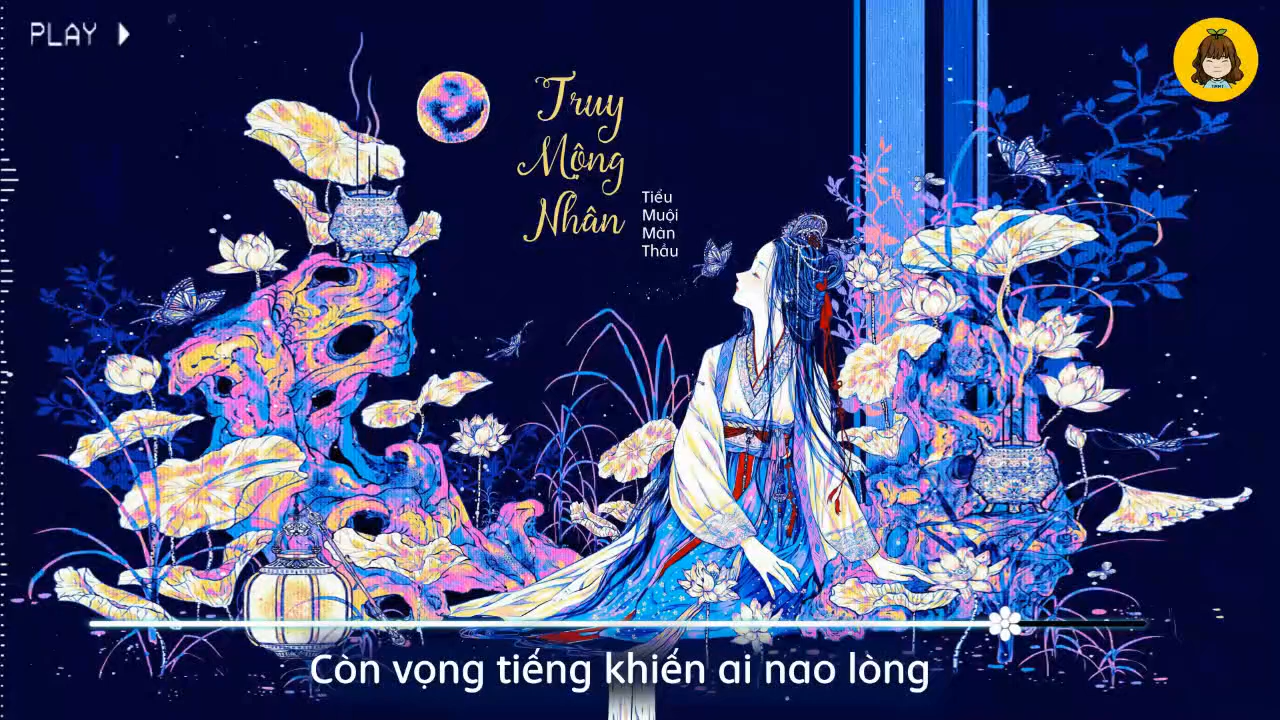 PLAY
Truy
Mộng
Nhân
Tiểu
Muội
Màn
Thầu
Còn vọng tiếng khiến ai nao lòng